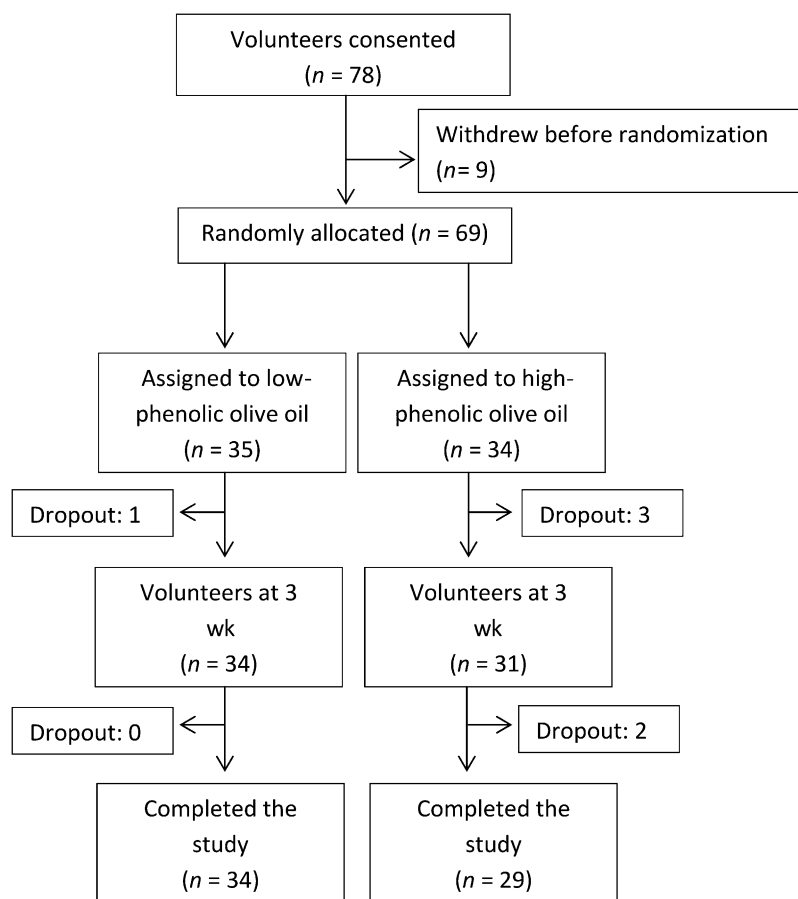 Volunteers consented
(n = 78)
Withdrew before randomization
(n= 9)
Randomly allocated (n = 69)
Assigned to low-
phenolic olive oil
(n = 35)
Assigned to high-
phenolic olive oil
(n = 34)
Dropout: 1
Dropout: 3
Volunteers at 3
wk
(n = 34)
Volunteers at 3
wk
(n = 31)
Dropout: 0
Dropout: 2
Completed the
study
(n = 34)
Completed the
study
(n = 29)